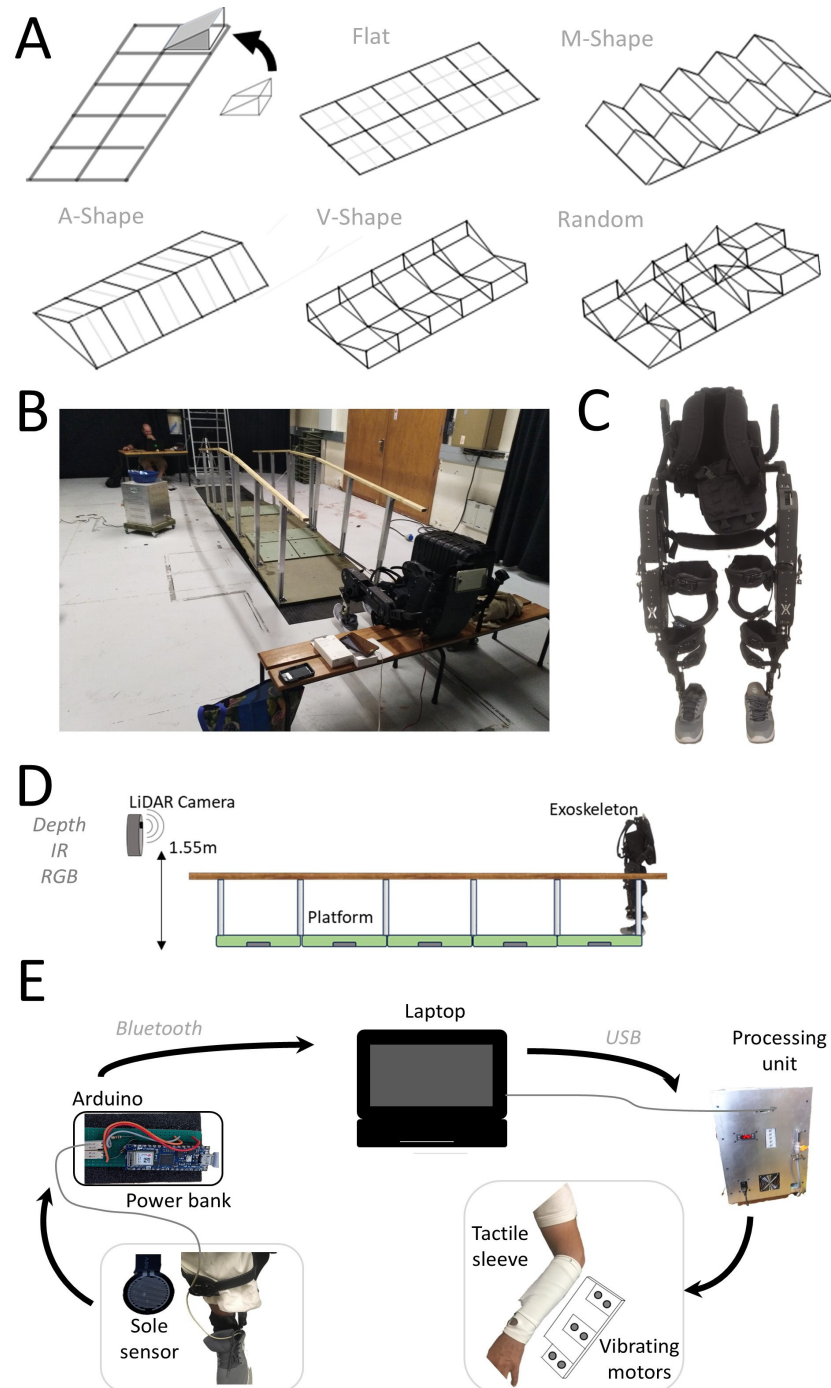 A
Flat
M-Shape
A-Shape
V-Shape
Random
B
C
D
LiDAR Camera
Depth
IR
RGB
1.55m
Exoskeleton
Platform
E
Bluetooth
Laptop
USB
Processing
unit
Arduino
Power bank
Sole
sensor
Tactile
sleeve
Vibrating
motors